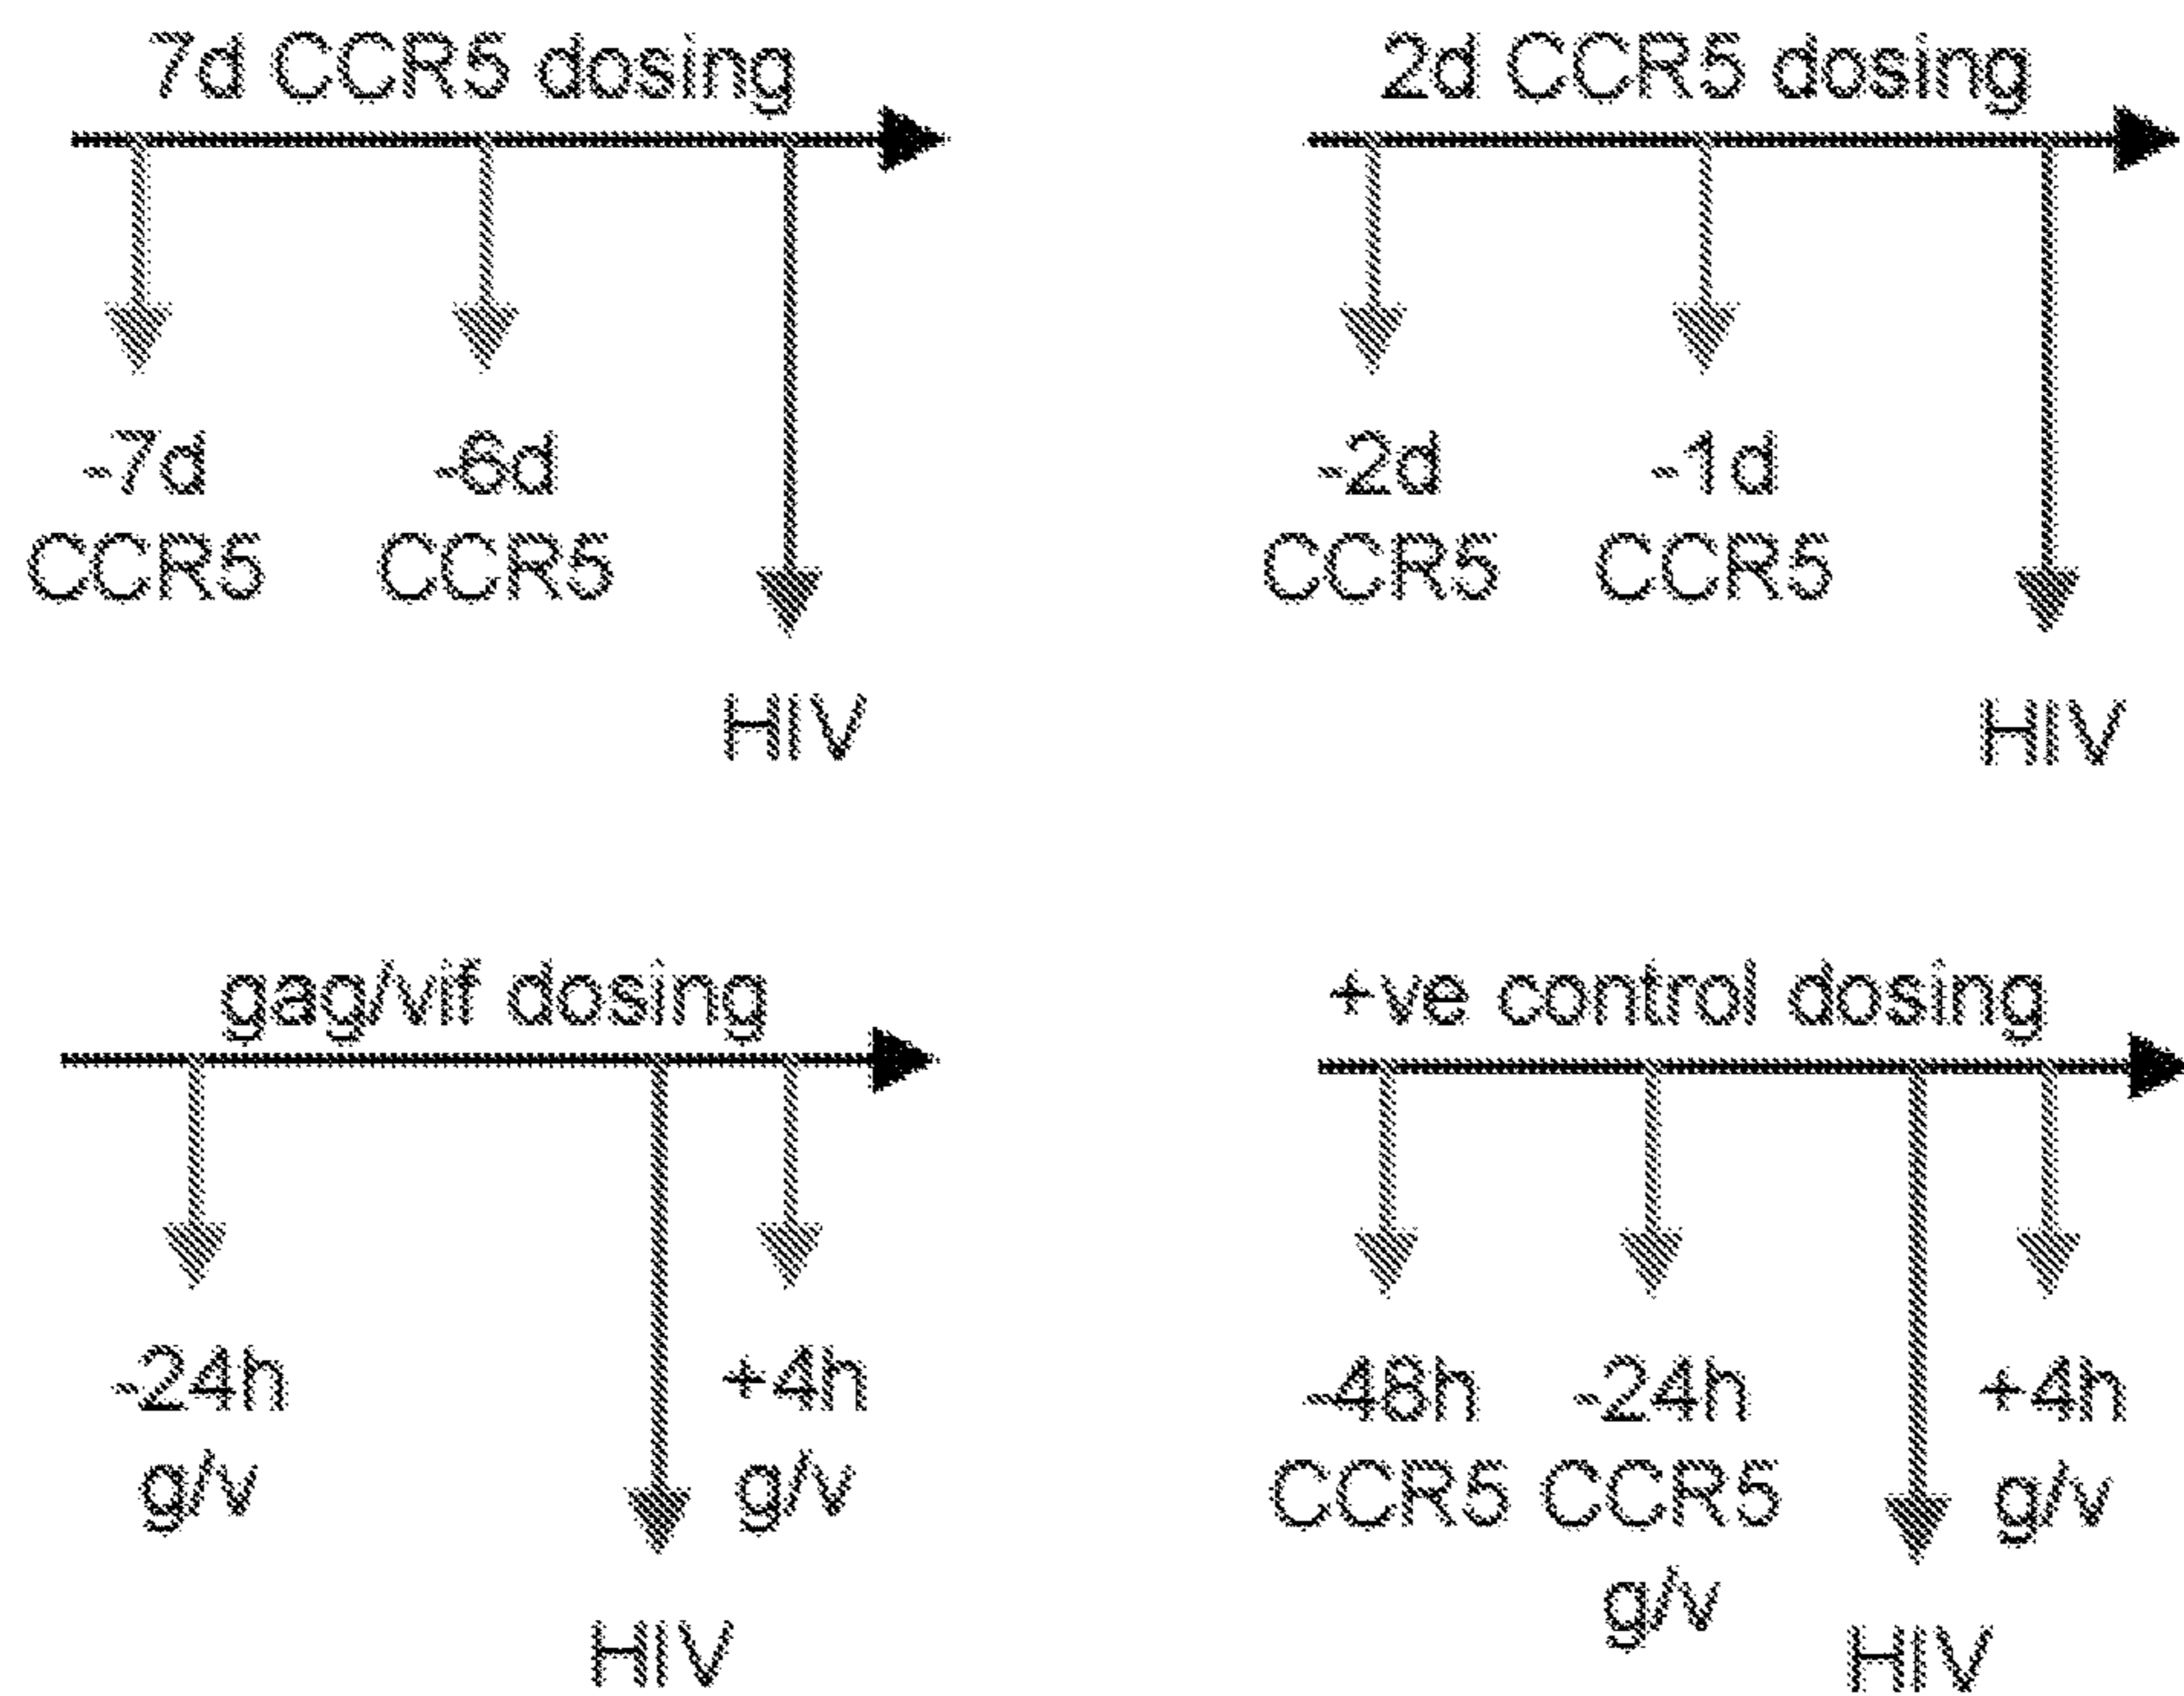 7d CCR5 dosing
-7d
CCR5
-6d
CCR5
HIV
2d CCR5 dosing
-2d
CCR5
-1d
CCR5
HIV
gag/vif dosing
-24h
g/v
+4h
g/v
HIV
+ve control dosing
-48h
CCR5
-24h
CCR5
g/v
+4h
g/v
HIV